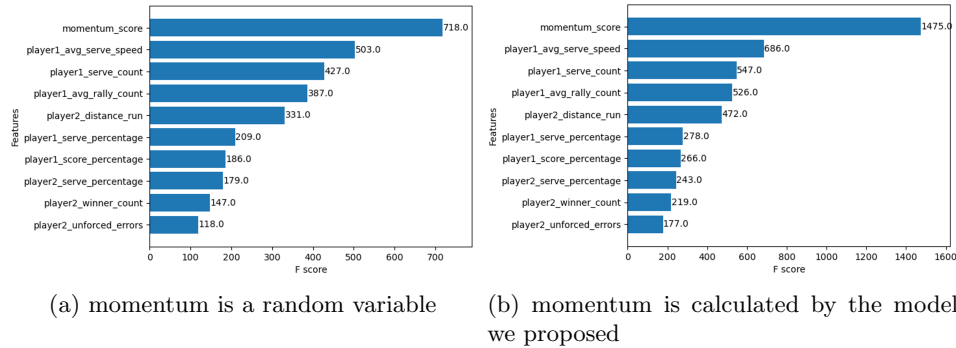 momentum_score 718.0
player1_avg_serve_speed 503.0
player1_serve_count 427.0
player1_avg_rally_count 387.0
player2_distance_run 331.0
player1_serve_percentage 209.0
player1_score_percentage 186.0
player2_serve_percentage 179.0
player2_winner_count 147.0
player2_unforced_errors 118.0
Features
0 100 200 300 400 500 600 700
F score
(a) momentum is a random variable
momentum_score 1475.0
player1_avg_serve_speed 686.0
player1_serve_count 547.0
player1_avg_rally_count 526.0
player2_distance_run 472.0
player1_serve_percentage 278.0
player1_score_percentage 266.0
player2_serve_percentage 243.0
player2_winner_count 219.0
player2_unforced_errors 177.0
Features
0 200 400 600 800 1000 1200 1400 1600
F score
(b) momentum is calculated by the model
we proposed